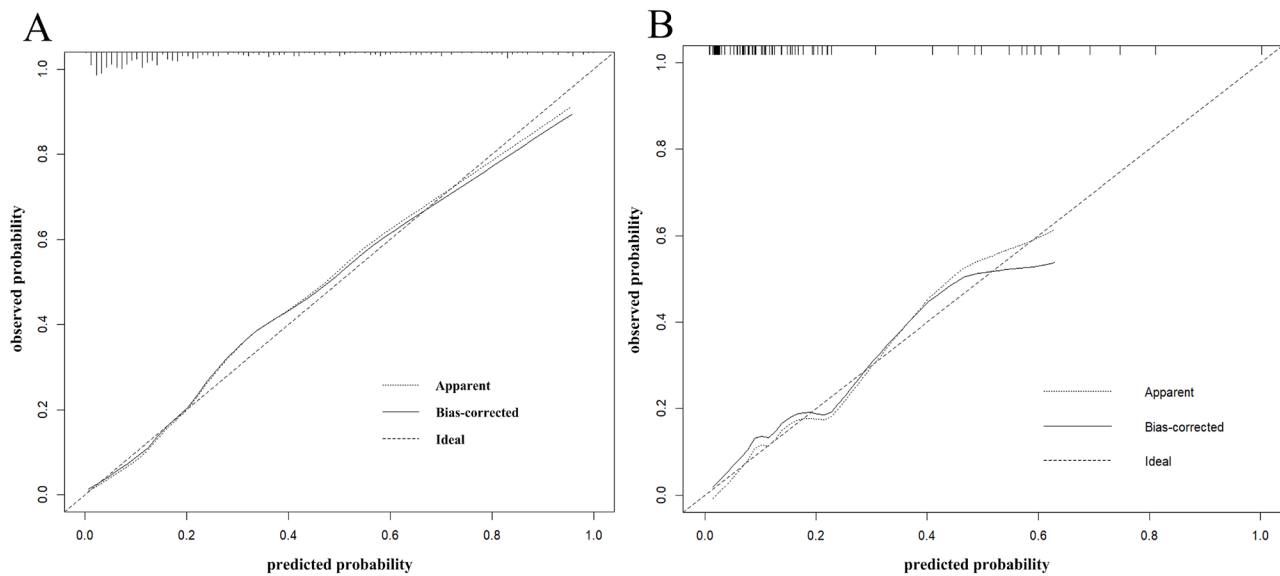 A
1.0
0.8
0.6
0.4
0.2
0.0
observed probability
Apparent
Bias-corrected
Ideal
0.0 0.2 0.4 0.6 0.8 1.0
predicted probability
B
1.0
0.8
0.6
0.4
0.2
0.0
observed probability
Apparent
Bias-corrected
Ideal
0.0 0.2 0.4 0.6 0.8 1.0
predicted probability